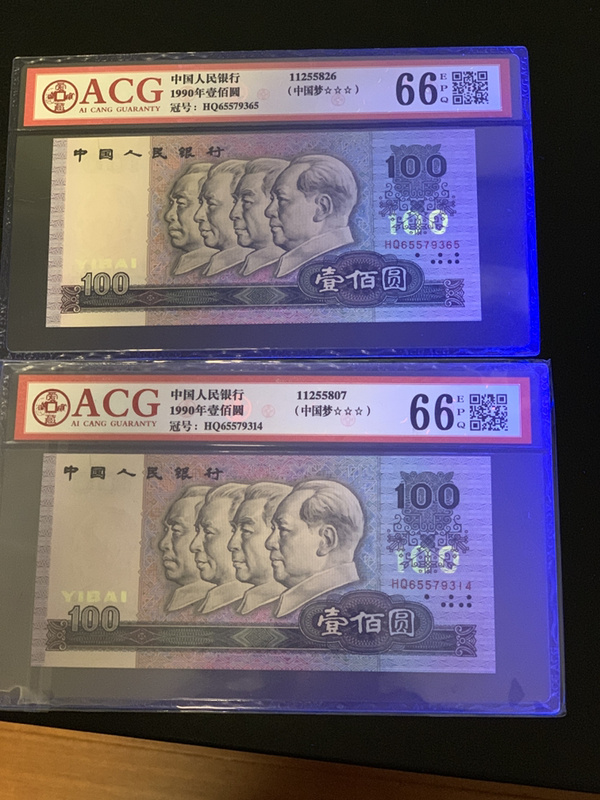 ACG
AI CANG GUARANTY
中国人民银行
1990年壹佰圆
冠号：HQ65579365
11255826
（中国梦☆☆☆）
66
EPQ
中国人民银行
100
100
HQ65579365
YIBAI
100
壹佰圆
ACG
AI CANG GUARANTY
中国人民银行
1990年壹佰圆
冠号：HQ65579314
11255807
（中国梦☆☆☆）
66
EPQ
中国人民银行
100
100
HQ65579314
YIBAI
100
壹佰圆